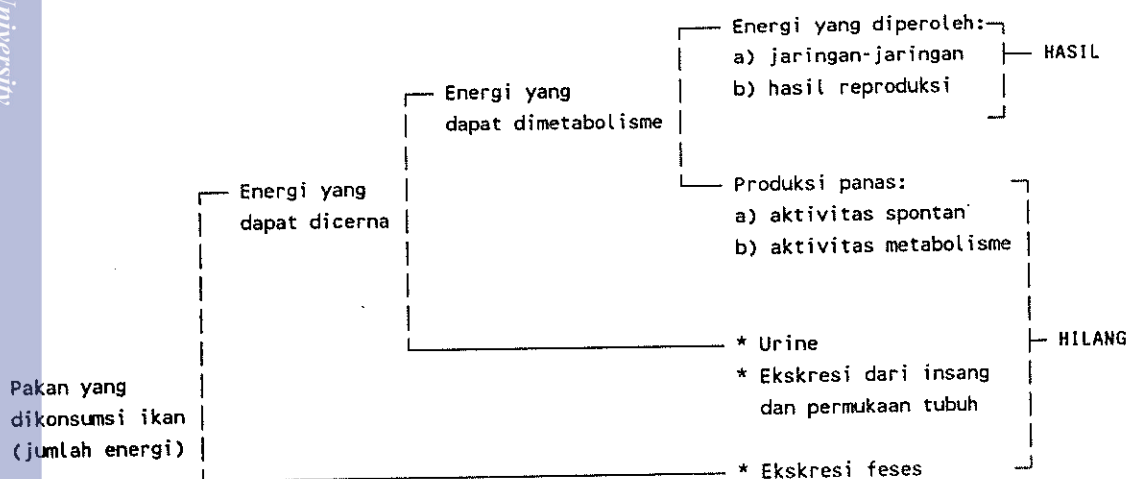 University
Energi yang diperoleh:
a) jaringan-jaringan
HASIL
b) hasil reproduksi
Energi yang
dapat dimetabolisme
Produksi panas:
a) aktivitas spontan
b) aktivitas metabolisme
Energi yang
dapat dicerna
* Urine
HILANG
* Ekskresi dari insang
dan permukaan tubuh
Pakan yang
dikonsumsi ikan
(jumlah energi)
* Ekskresi feses